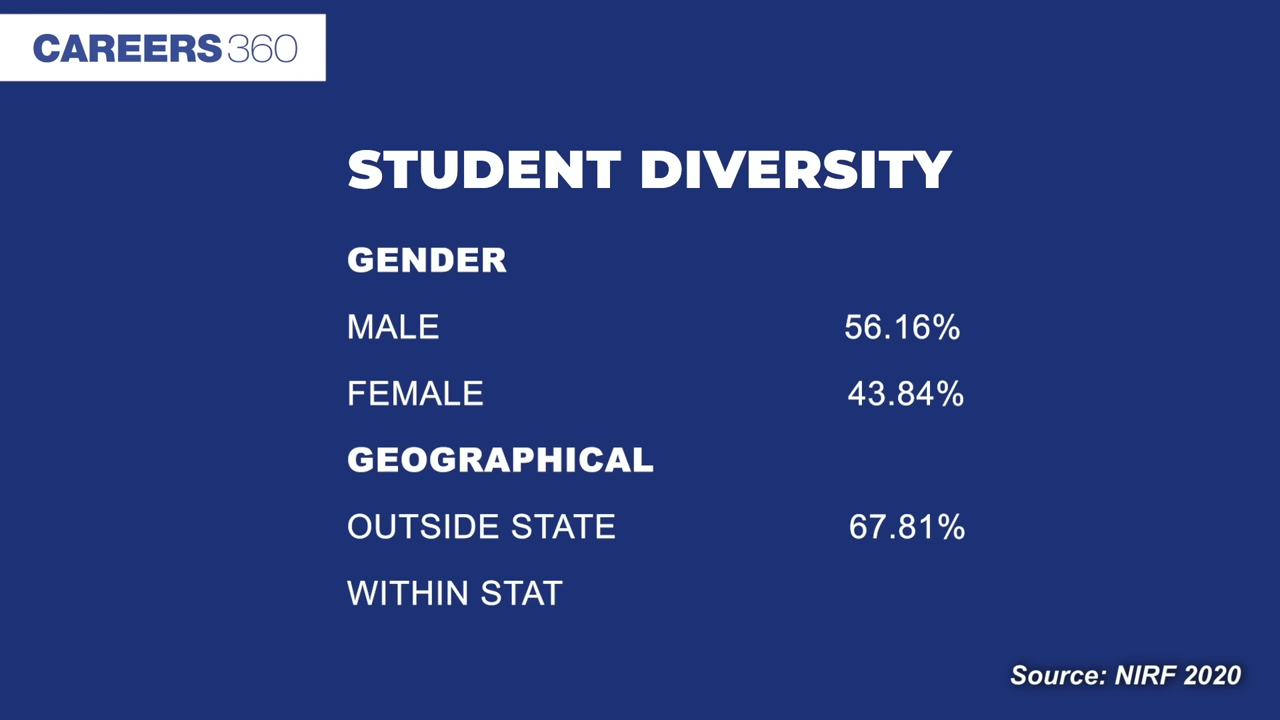 CAREERS360
STUDENT DIVERSITY
GENDER
MALE 56.16%
FEMALE 43.84%
GEOGRAPHICAL
OUTSIDE STATE 67.81%
WITHIN STAT
Source: NIRF 2020